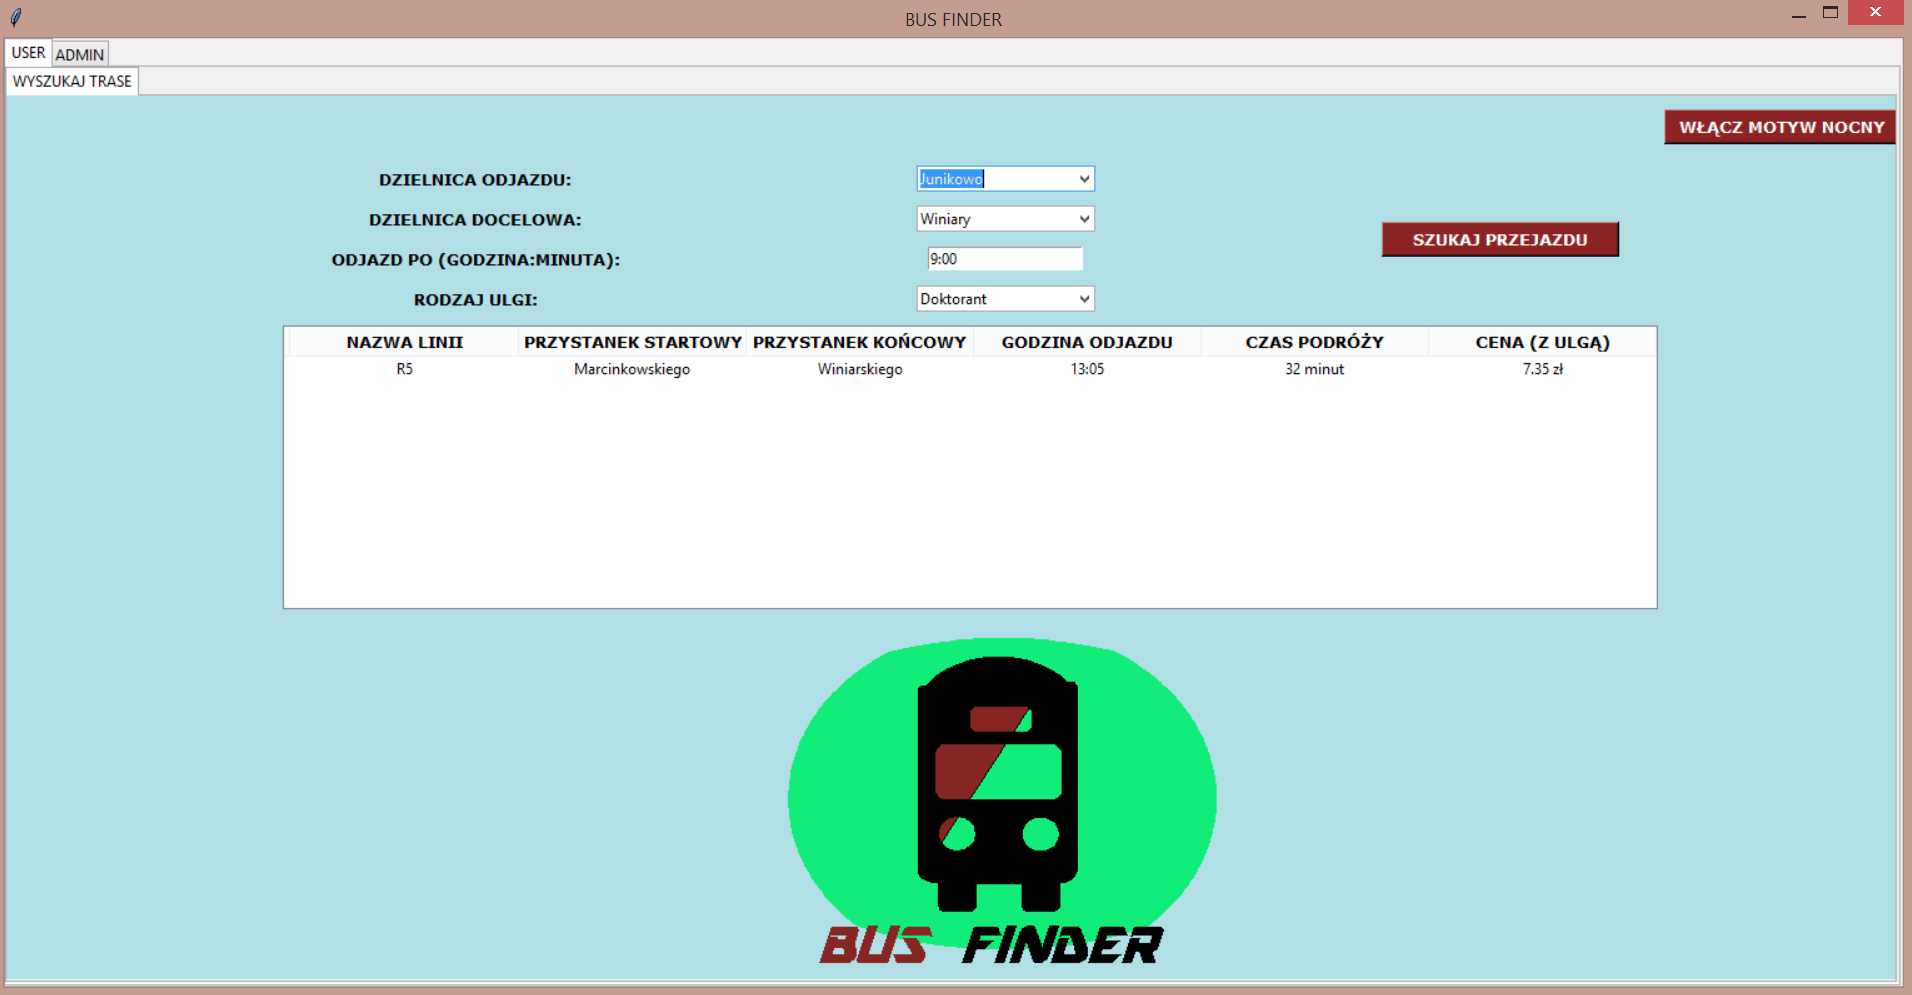 BUS FINDER
USER ADMIN
WYSZUKAJ TRASE
WŁĄCZ MOTYW NOCNY
DZIELNICA ODJAZDU: Junikowo
DZIELNICA DOCELOWA: Winiary
SZUKAJ PRZEJAZDU
ODJAZD PO (GODZINA:MINUTA): 9:00
RODZAJ ULGI: Doktorant
NAZWA LINII PRZYSTANEK STARTOWY PRZYSTANEK KOŃCOWY GODZINA ODJAZDU CZAS PODRÓŻY CENA (Z ULGĄ)
R5 Marcinkowskiego Winiarskiego 13:05 32 minut 7.35 zł
BUS FINDER